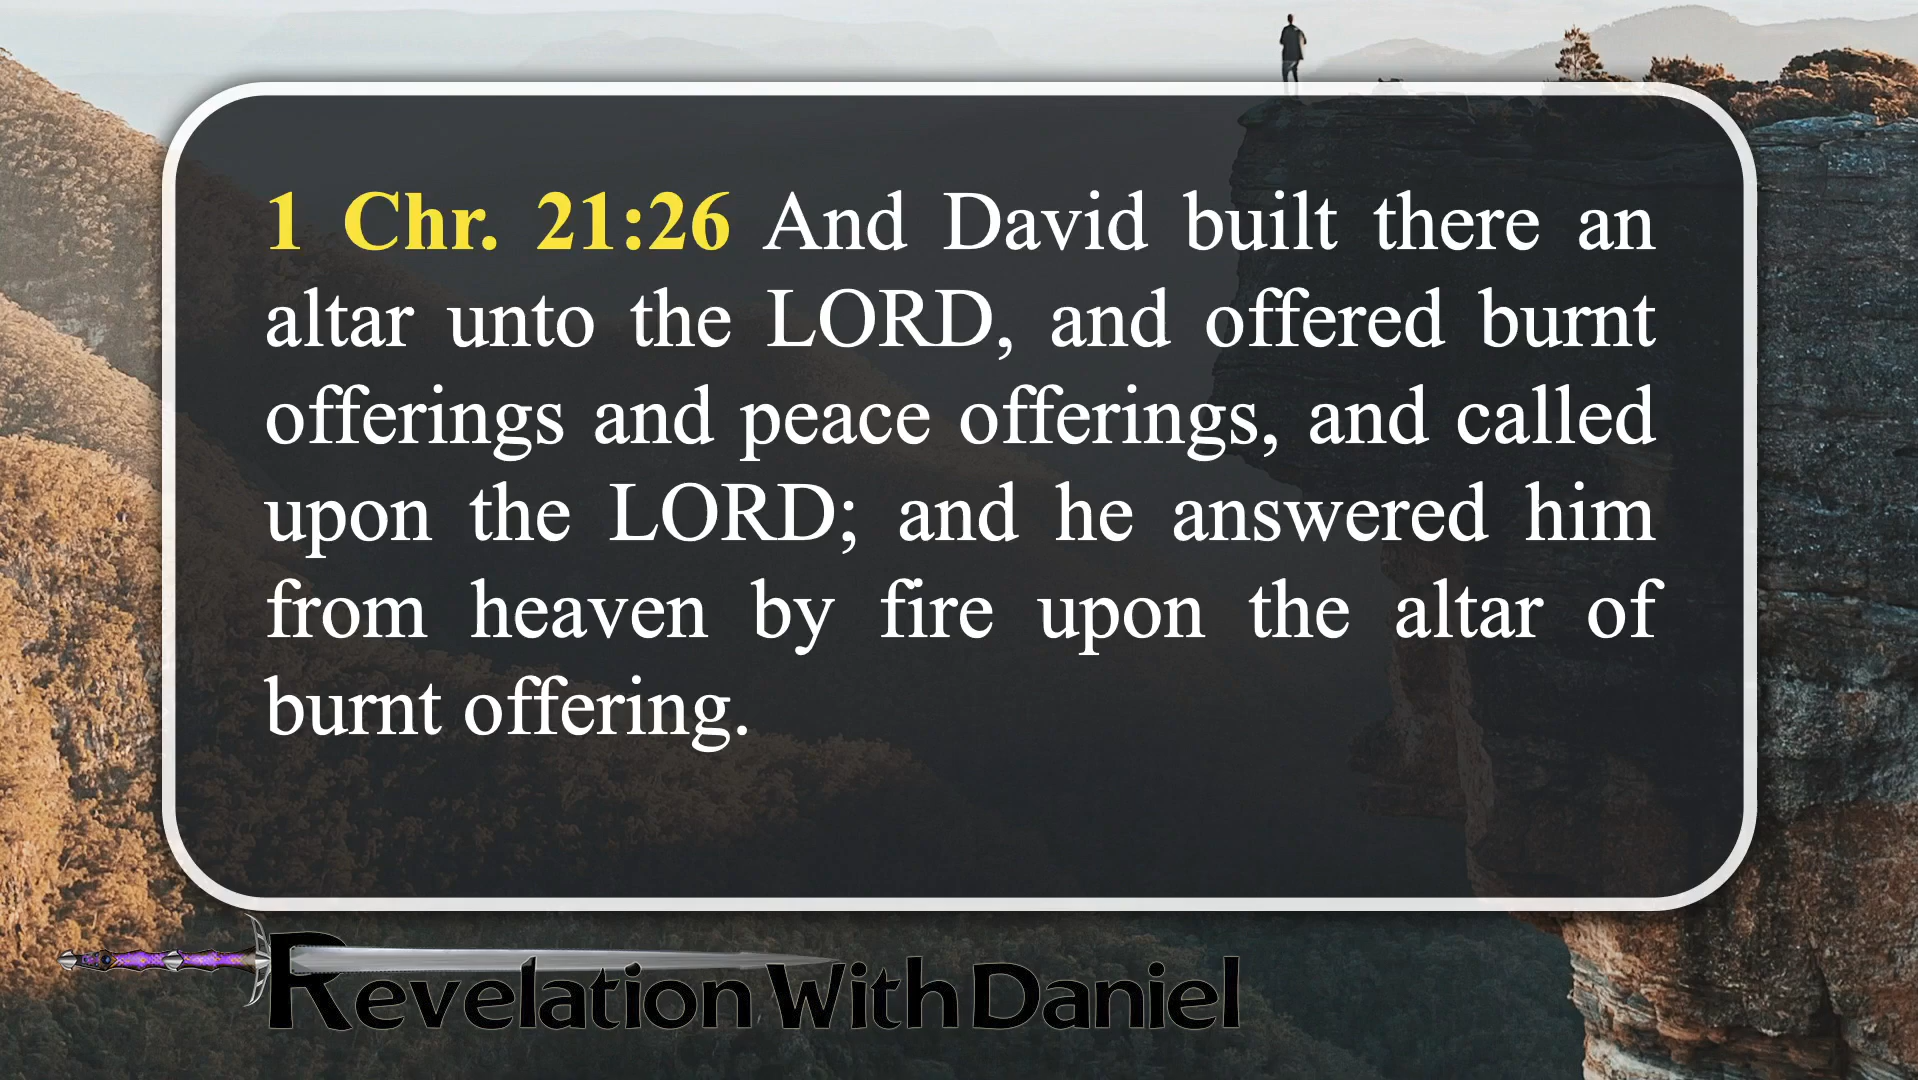 1 Chr. 21:26 And David built there an
altar unto the LORD, and offered burnt
offerings and peace offerings, and called
upon the LORD; and he answered him
from heaven by fire upon the altar of
burnt offering.
Revelation With Daniel